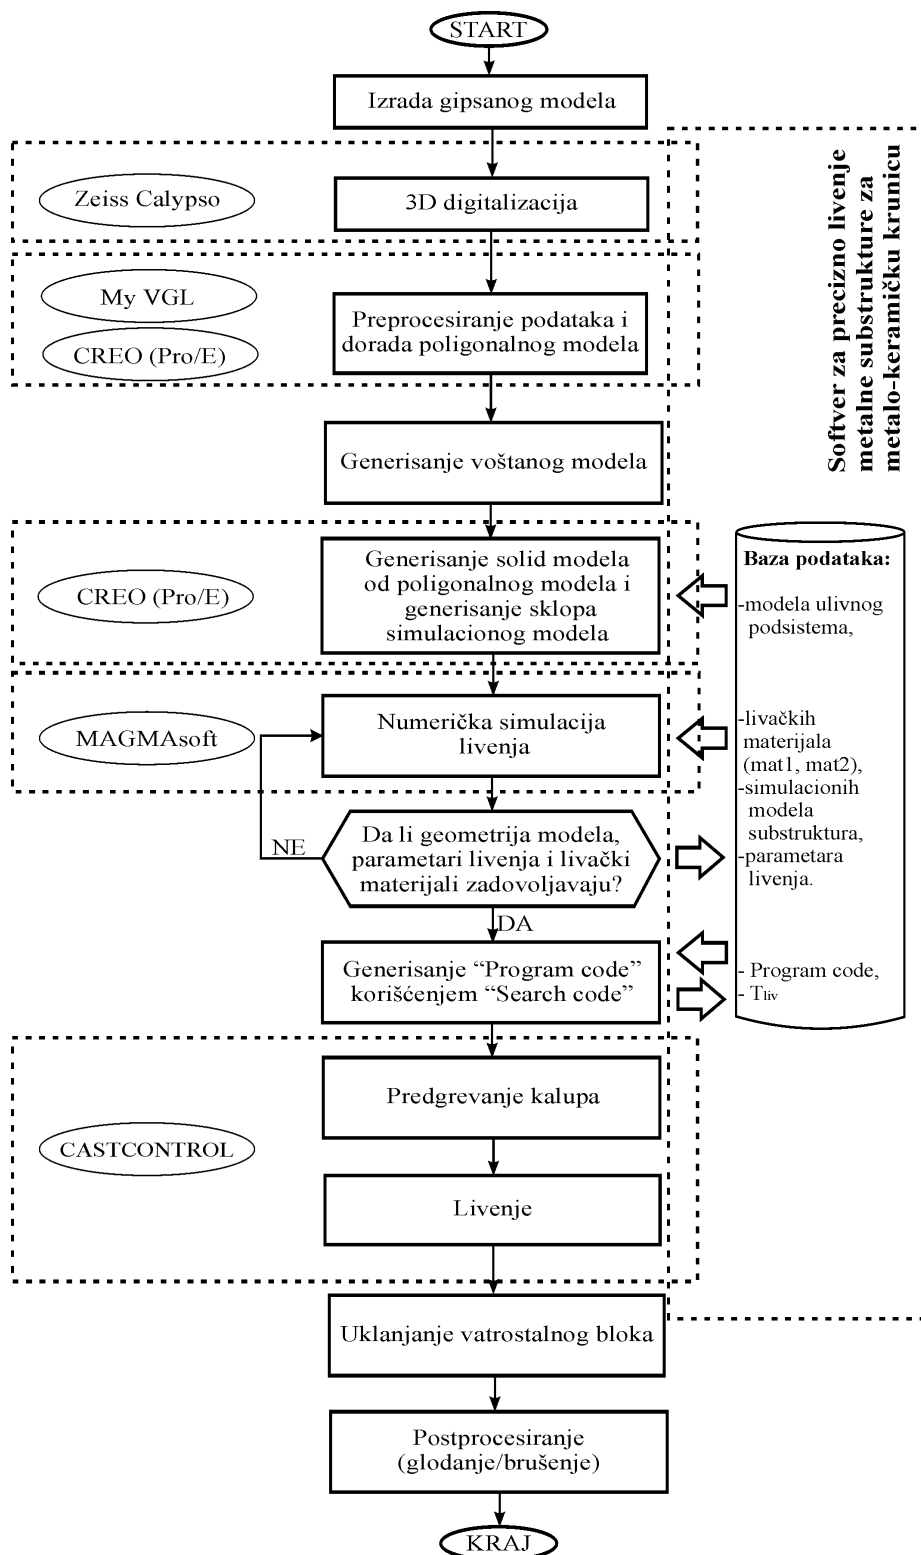 START
Izrada gipsanog modela
Zeiss Calypso
3D digitalizacija
My VGL
CREO (Pro/E)
Preprocesiranje podataka i
dorada poligonalnog modela
Softver za precizno livenje
metalne substrukture za
metalo-keramičku krunicu
Generisanje voštanog modela
CREO (Pro/E)
Generisanje solid modela
od poligonalnog modela i
generisanje sklopa
simulacionog modela
Baza podataka:
-modela ulivnog
podsistema,
-livačkih
materijala
(mat1, mat2),
-simulacionih
modela
substruktura,
-parametara
livenja.
- Program code,
- Tliv
MAGMAsoft
Numerička simulacija
livenja
NE
Da li geometrija modela,
parametari livenja i livački
materijali zadovoljavaju?
DA
Generisanje “Program code”
korišćenjem “Search code”
CASTCONTROL
Predgrevanje kalupa
Livenje
Uklanjanje vatrostalnog bloka
Postprocesiranje
(glodanje/brušenje)
KRAJ